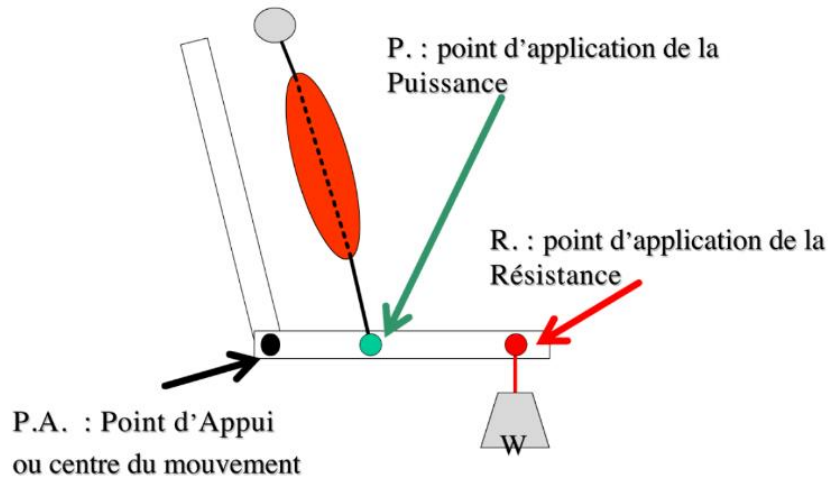 P. : point d'application de la
Puissance
R. : point d'application de la
Résistance
P.A. : Point d'Appui
ou centre du mouvement
W